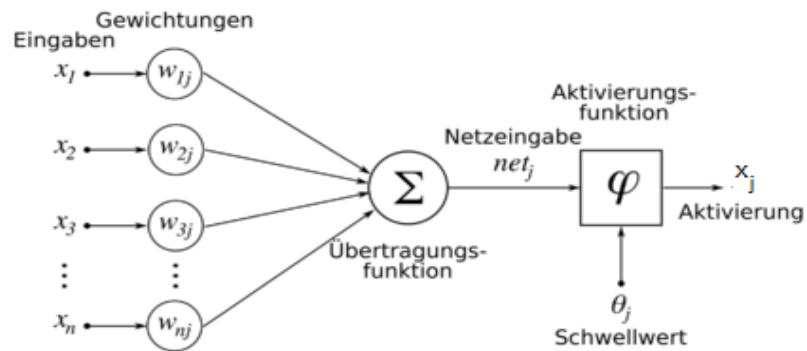 Gewichtungen
Eingaben
x1
w1j
x2
w2j
x3
w3j
xn
wnj
Σ
Übertragungs-
funktion
Netzeingabe
netj
Aktivierungs-
funktion
φ
xj
Aktivierung
θj
Schwellwert